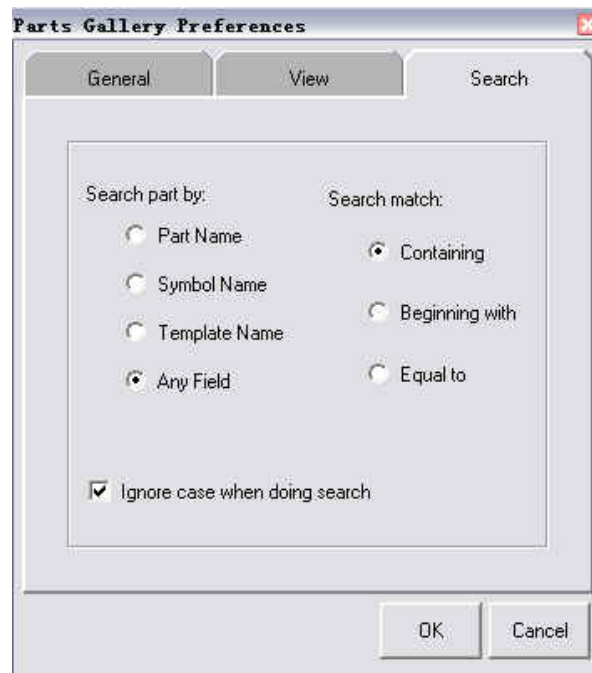 Parts Gallery Preferences
General View Search
Search part by:
Part Name
Symbol Name
Template Name
Any Field
Search match:
Containing
Beginning with
Equal to
Ignore case when doing search
OK Cancel